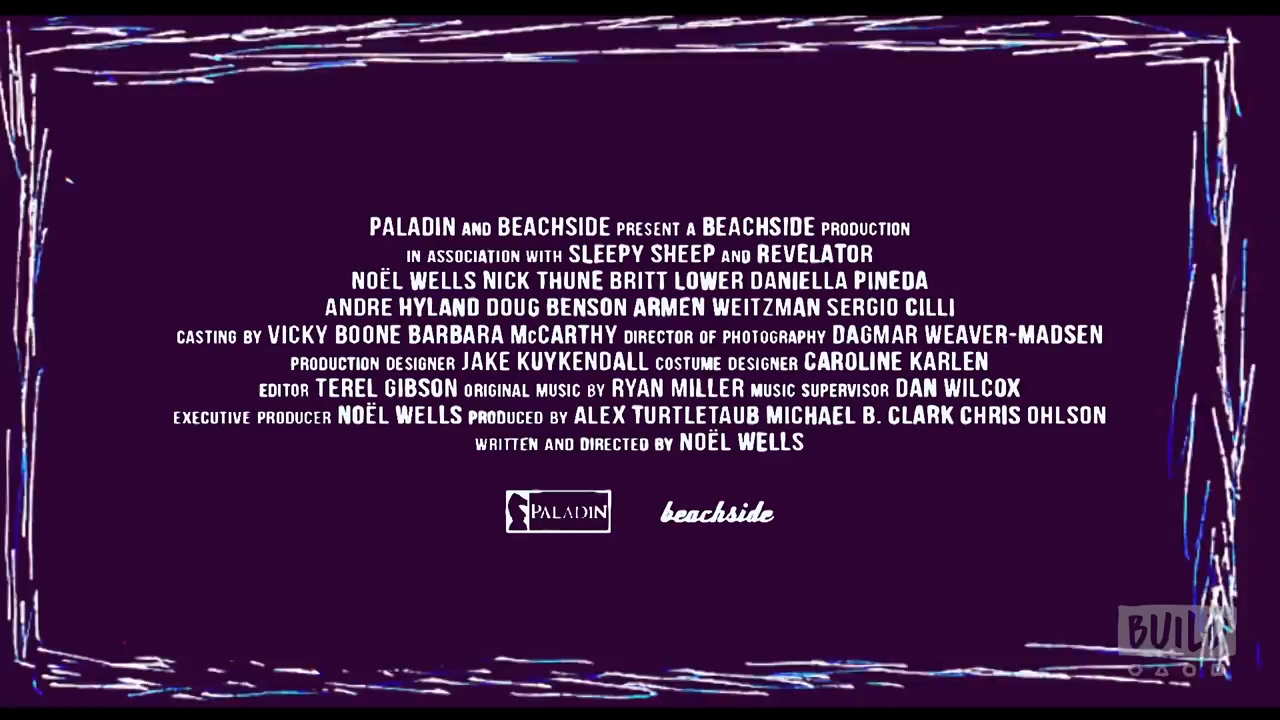 PALADIN AND BEACHSIDE PRESENT A BEACHSIDE PRODUCTION
IN ASSOCIATION WITH SLEEPY SHEEP AND REVELATOR
NOËL WELLS NICK THUNE BRITT LOWER DANIELLA PINEDA
ANDRE HYLAND DOUG BENSON ARMEN WEITZMAN SERGIO CILLI
CASTING BY VICKY BOONE BARBARA McCARTHY DIRECTOR OF PHOTOGRAPHY DAGMAR WEAVER-MADSEN
PRODUCTION DESIGNER JAKE KUYKENDALL COSTUME DESIGNER CAROLINE KARLEN
EDITOR TEREL GIBSON ORIGINAL MUSIC BY RYAN MILLER MUSIC SUPERVISOR DAN WILCOX
EXECUTIVE PRODUCER NOËL WELLS PRODUCED BY ALEX TURTLETAUB MICHAEL B. CLARK CHRIS OHLSON
WRITTEN AND DIRECTED BY NOËL WELLS
PALADIN beachside
BUILD